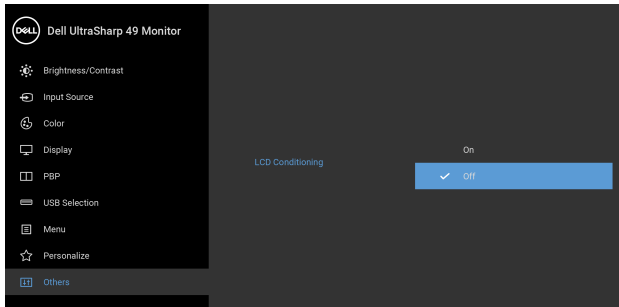 DELL
Dell UltraSharp 49 Monitor
Brightness/Contrast
Input Source
Color
Display
PBP
USB Selection
Menu
Personalize
Others
LCD Conditioning
On
Off